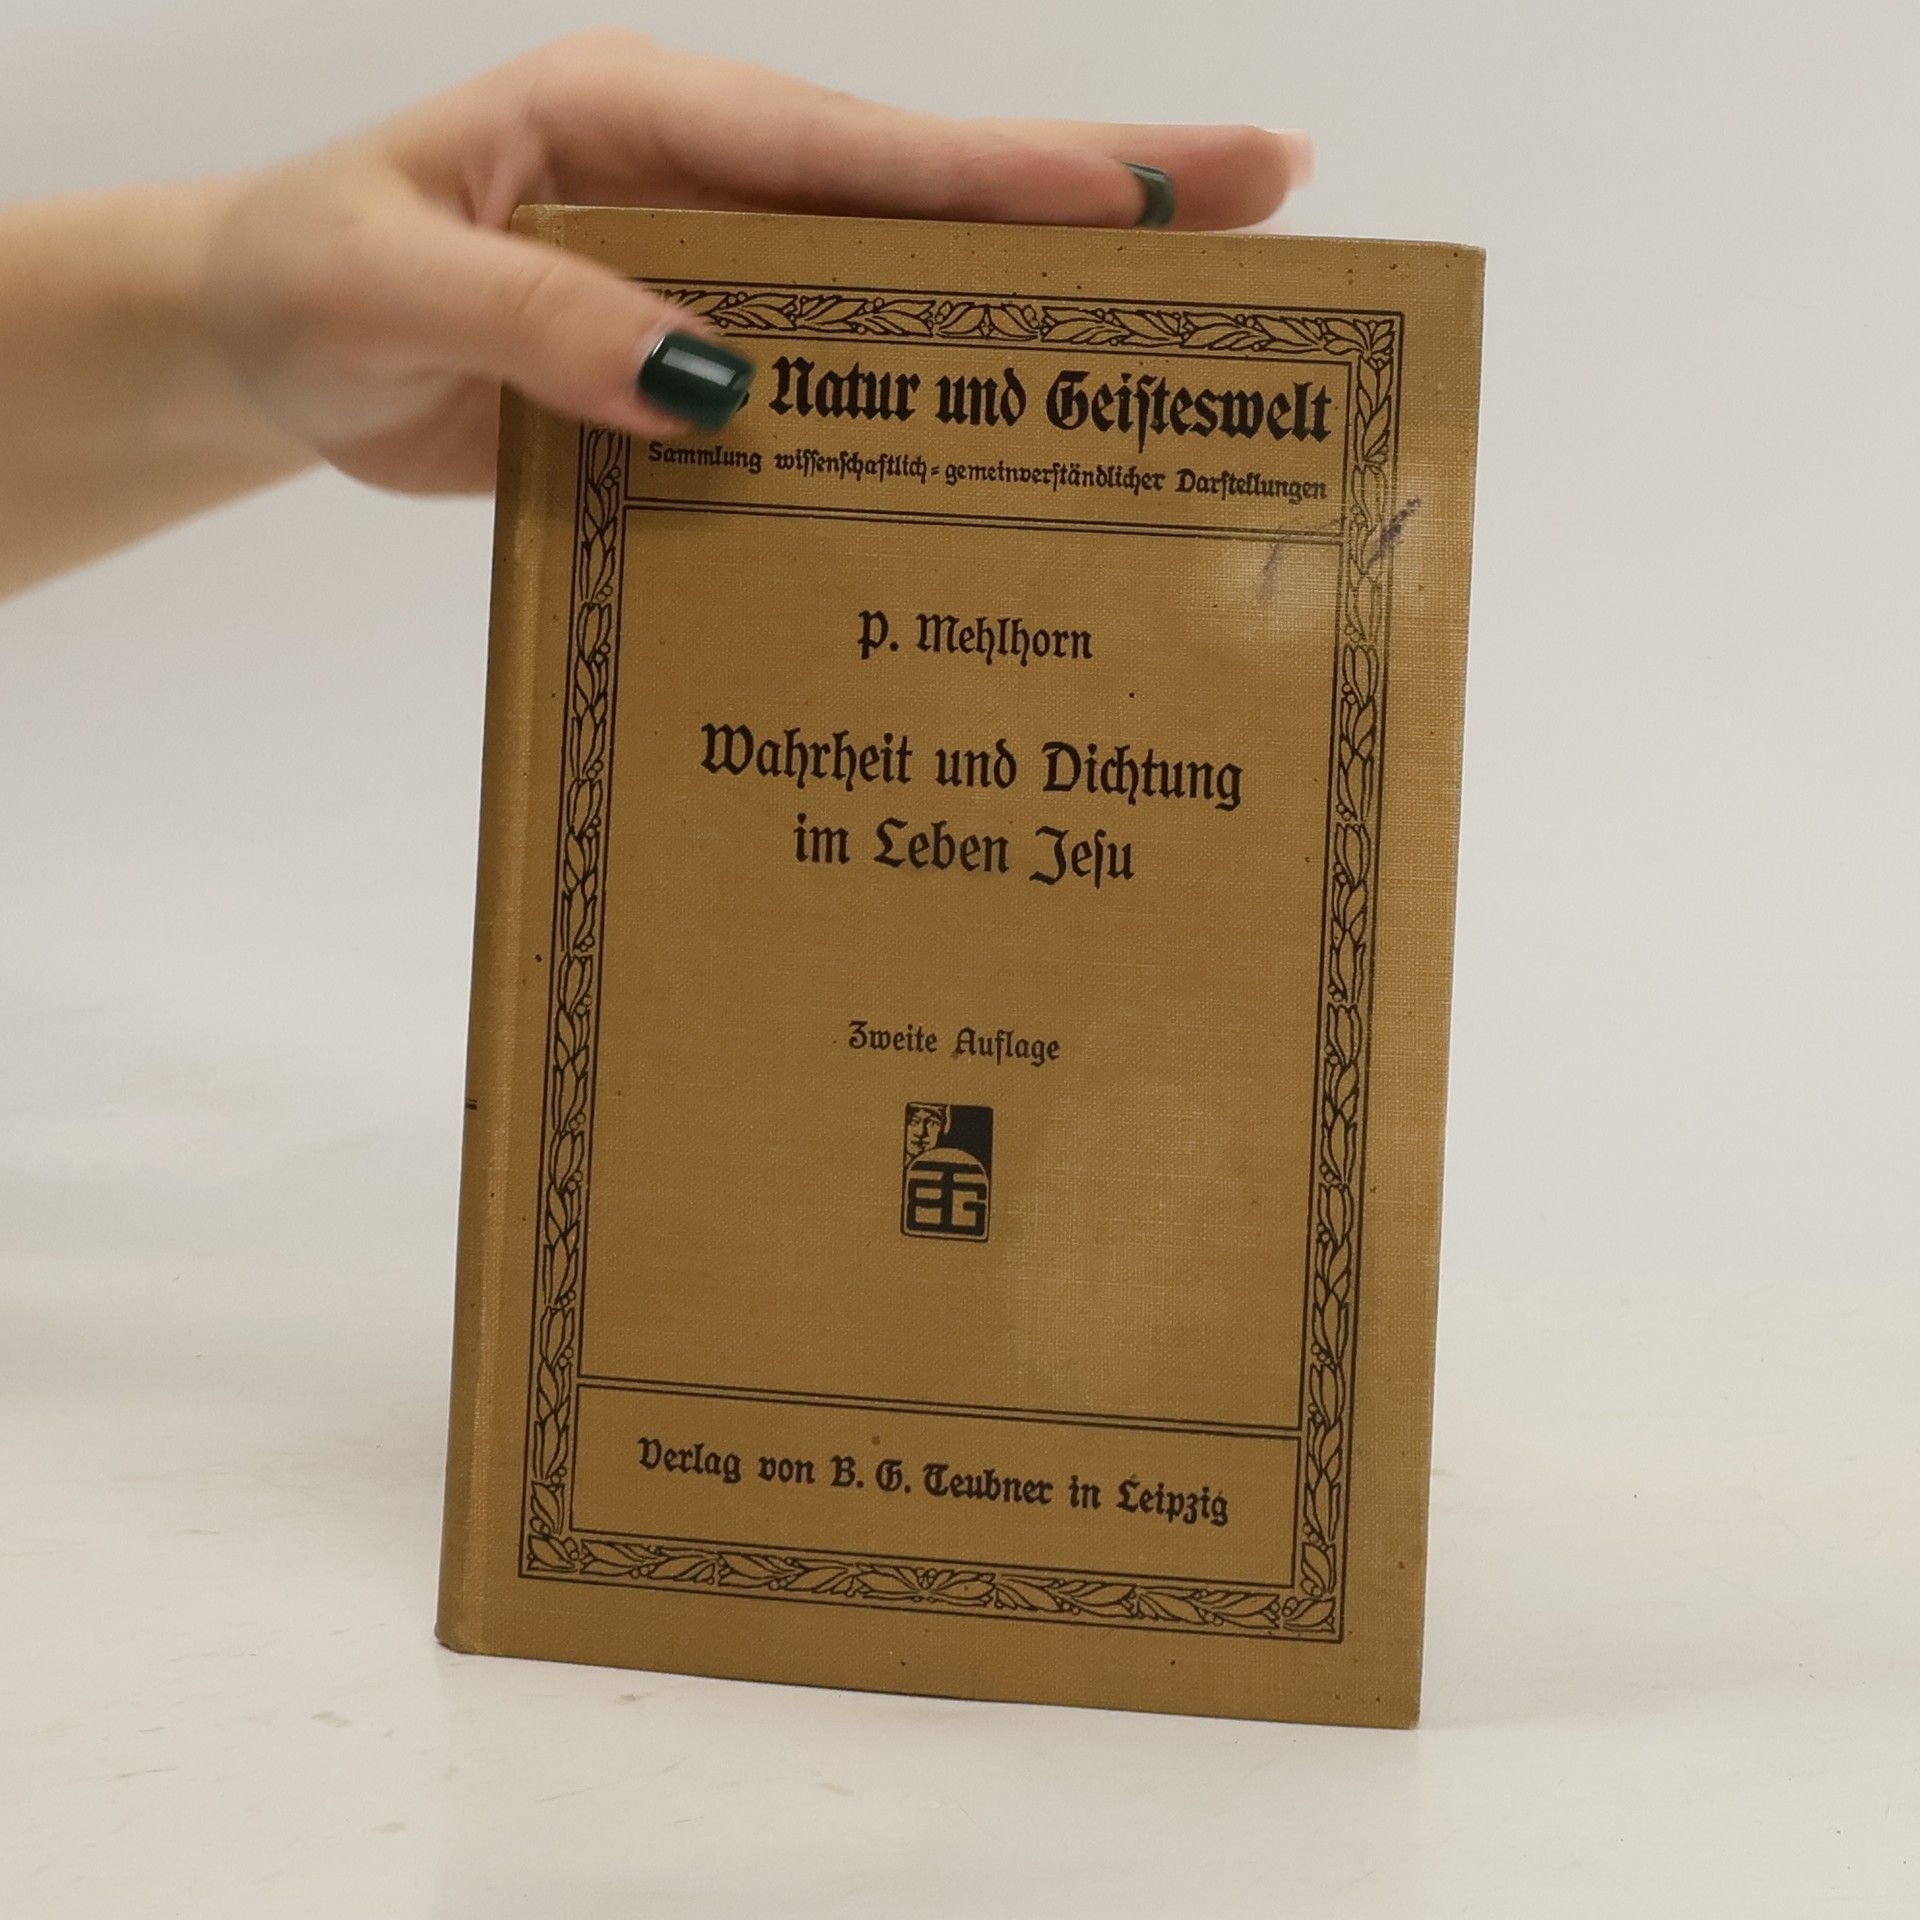 Natur und Geisteswelt
Sammlung wissenschaftlich=gemeinverständlicher Darstellungen
P. Mehlhorn
Wahrheit und Dichtung
im Leben Jesu
Zweite Auflage
BTG
Verlag von B. G. Teubner in Leipzig